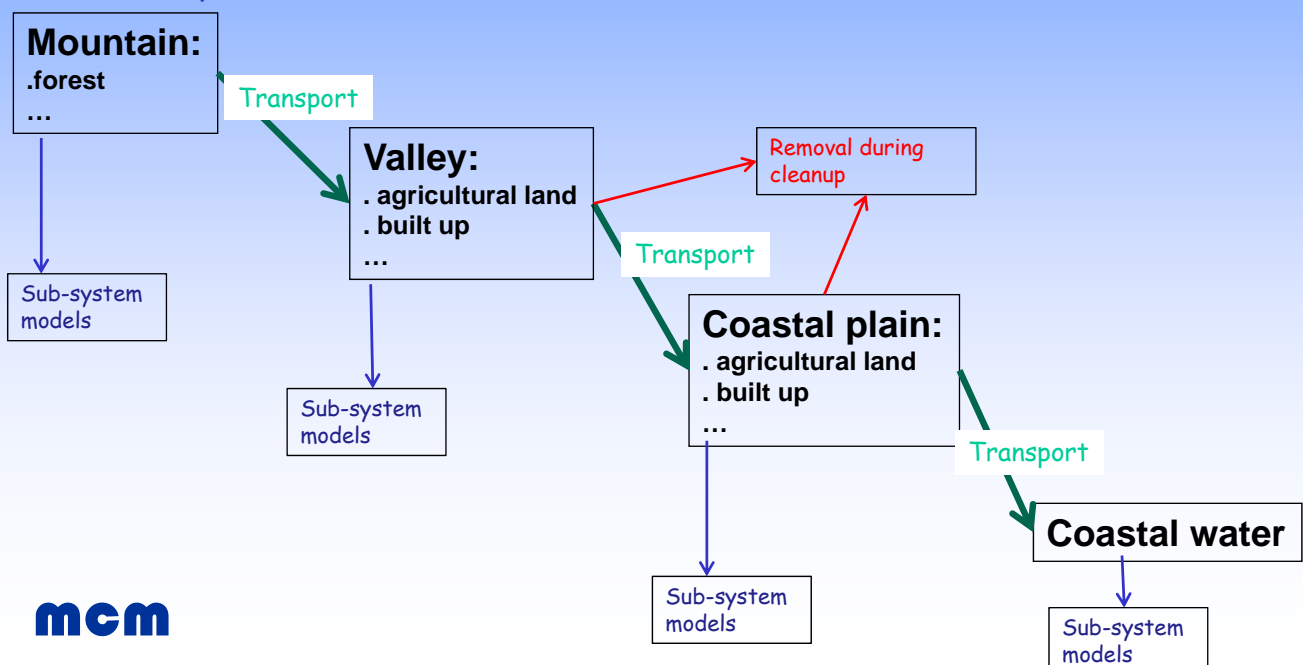 Mountain:
.forest
...
Transport
Valley:
. agricultural land
. built up
...
Removal during
cleanup
Sub-system
models
Transport
Coastal plain:
. agricultural land
. built up
...
Sub-system
models
Transport
Coastal water
Sub-system
models
Sub-system
models
mcm